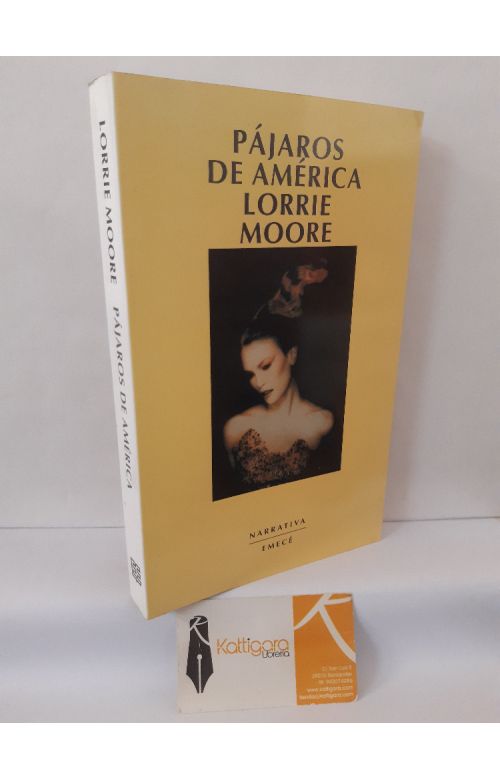 PÁJAROS
DE AMÉRICA
LORRIE
MOORE
NARRATIVA
EMECÉ
LORRIE MOORE PÁJAROS DE AMÉRICA
Kattigara
Librería
www.kattigara.com